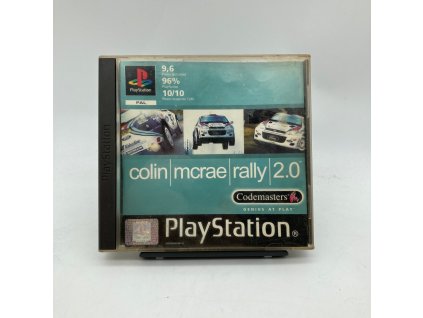 PlayStation
PlayStation
PAL
9,6
96%
10/10
colin|mcrae|rally|2.0
Codemasters
GENIUS AT PLAY
PlayStation®